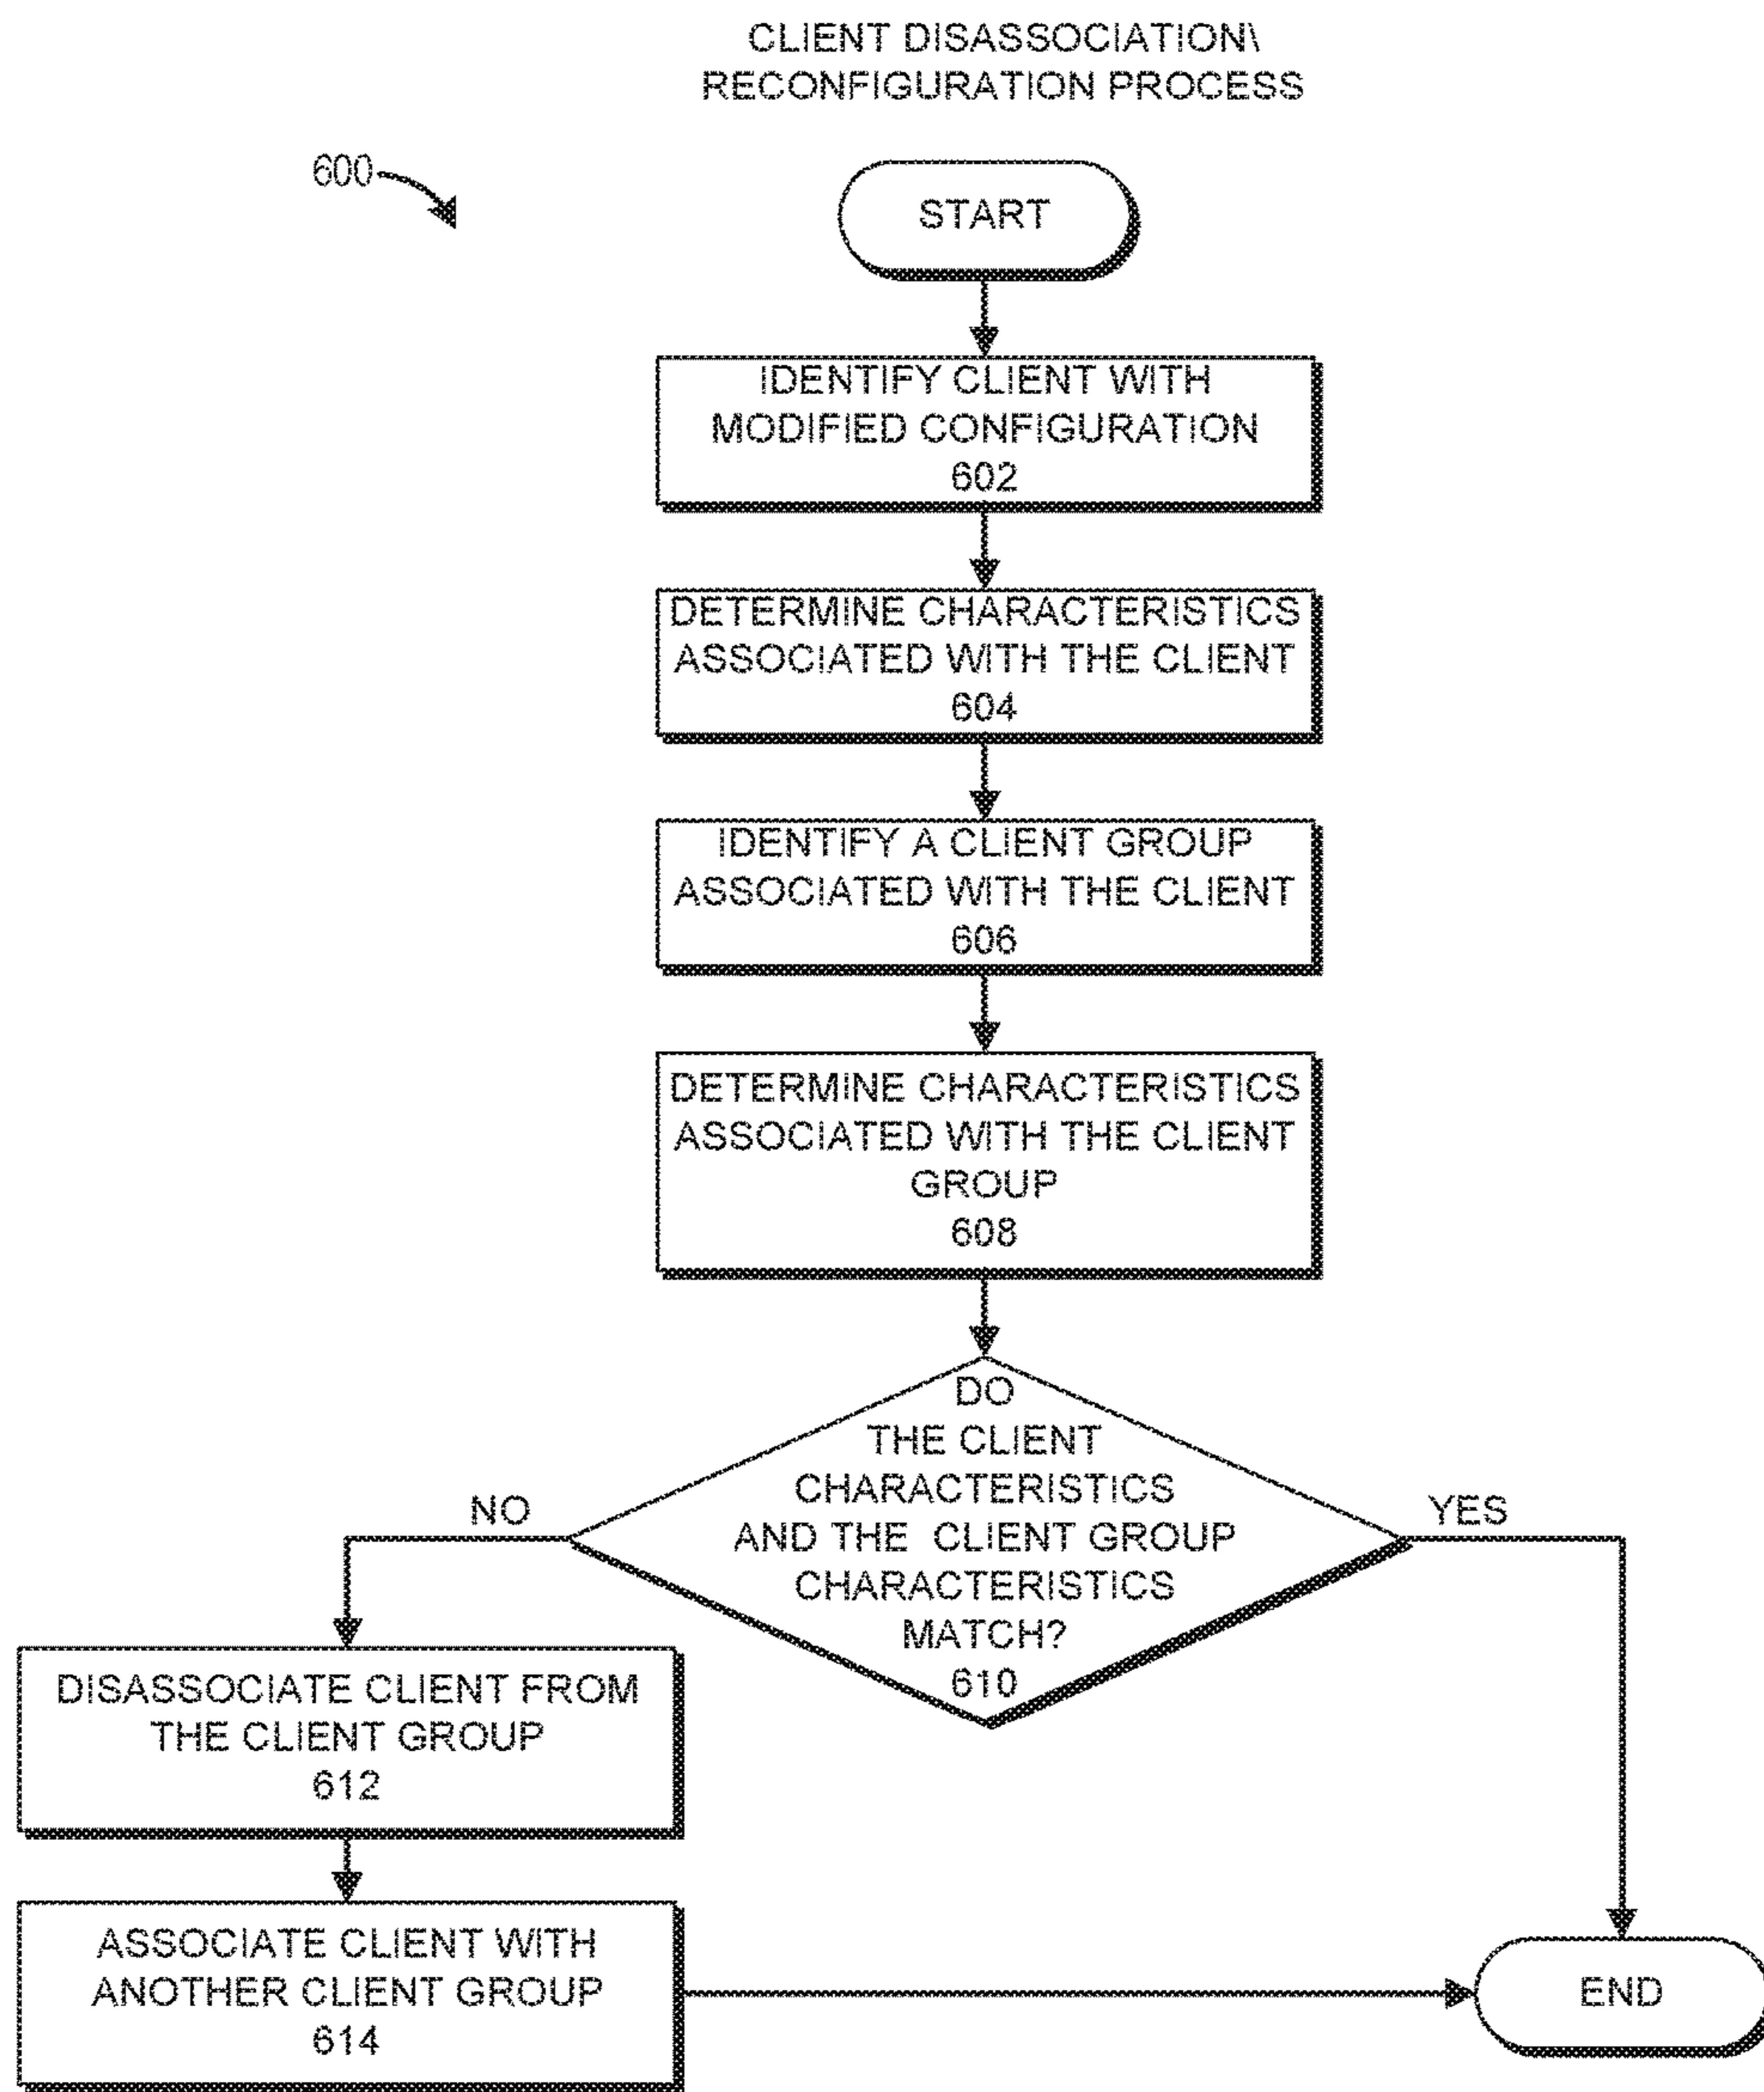 CLIENT DISASSOCIATION\
RECONFIGURATION PROCESS
600
START
IDENTIFY CLIENT WITH
MODIFIED CONFIGURATION
602
DETERMINE CHARACTERISTICS
ASSOCIATED WITH THE CLIENT
604
IDENTIFY A CLIENT GROUP
ASSOCIATED WITH THE CLIENT
606
DETERMINE CHARACTERISTICS
ASSOCIATED WITH THE CLIENT
GROUP
608
DO
THE CLIENT
CHARACTERISTICS
AND THE CLIENT GROUP
CHARACTERISTICS
MATCH?
610
NO
YES
DISASSOCIATE CLIENT FROM
THE CLIENT GROUP
612
ASSOCIATE CLIENT WITH
ANOTHER CLIENT GROUP
614
END